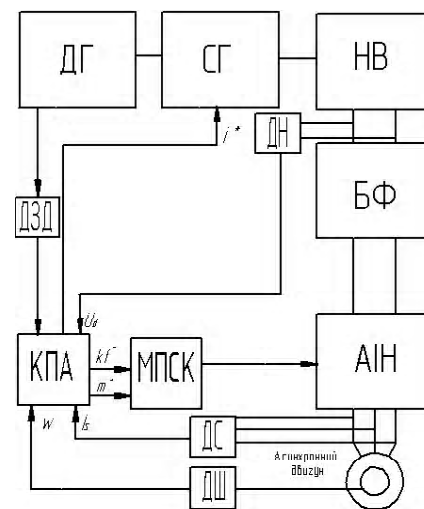 ДГ
СГ
НВ
ДН
i*
БФ
ДЗД
Ud
КПА
kf*
МПСК
АІН
m*
w
Is
ДС
Асинхронний
двигун
ДШ